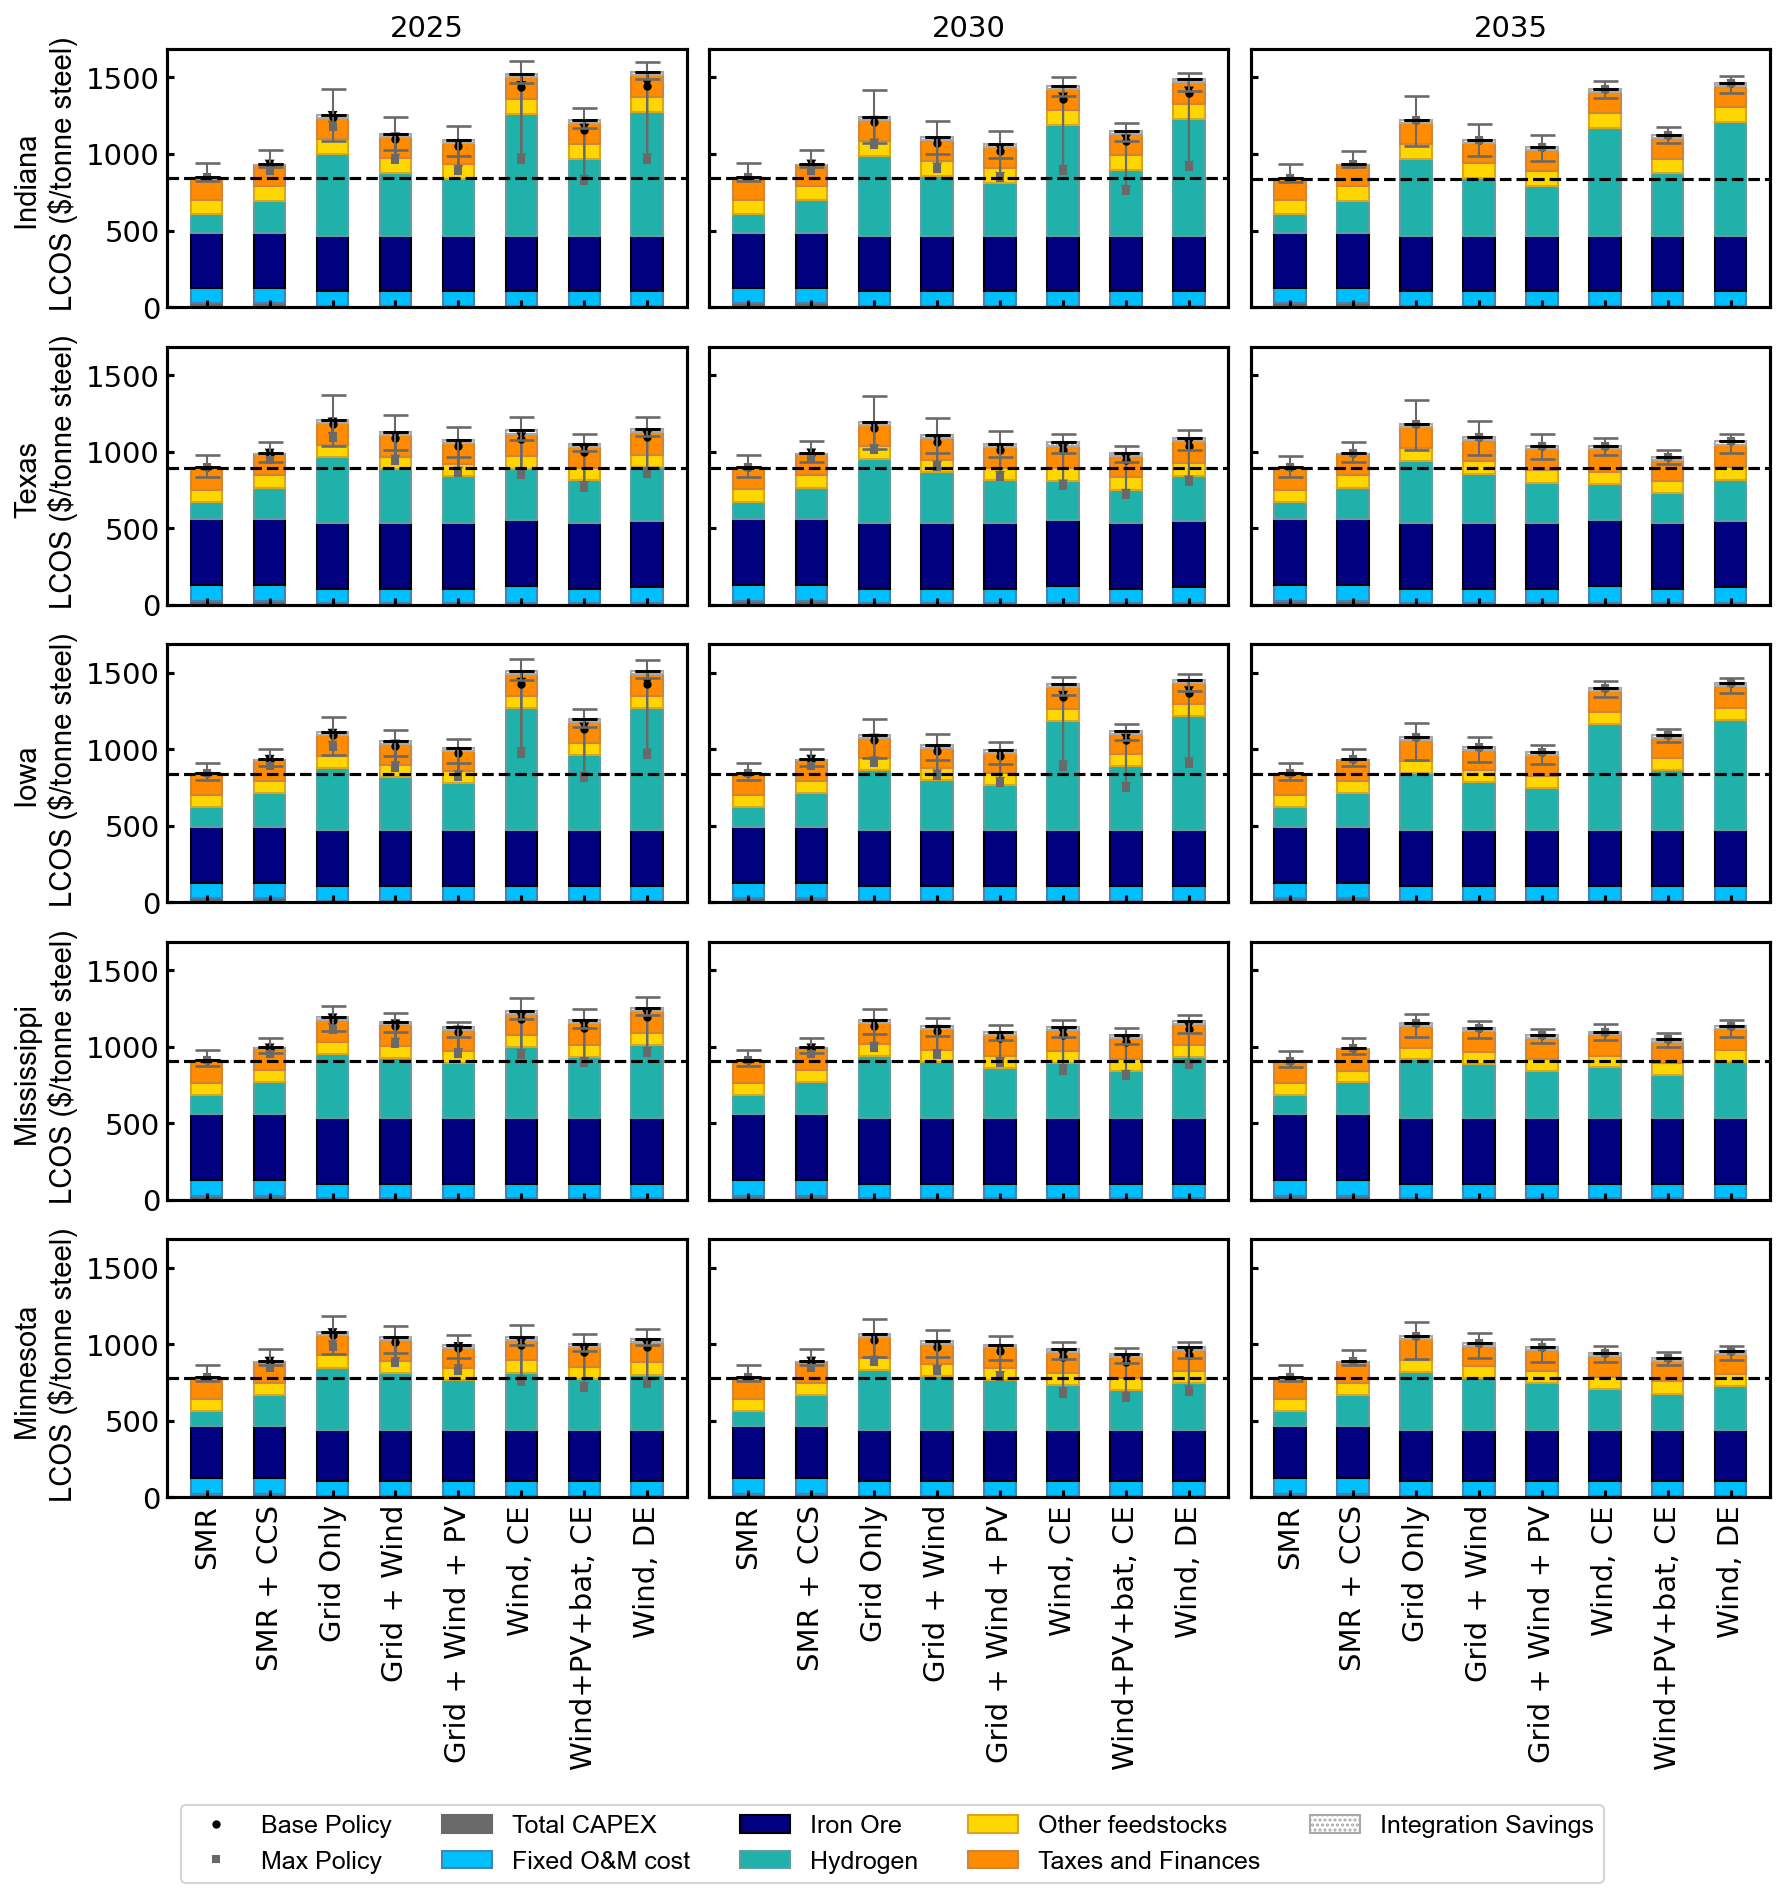 2025 2030 2035
Indiana
LCOS ($/tonne steel)
1500
1000
500
0
Texas
LCOS ($/tonne steel)
1500
1000
500
0
Iowa
LCOS ($/tonne steel)
1500
1000
500
0
Mississippi
LCOS ($/tonne steel)
1500
1000
500
0
Minnesota
LCOS ($/tonne steel)
1500
1000
500
0
SMR
SMR + CCS
Grid Only
Grid + Wind
Grid + Wind + PV
Wind, CE
Wind+PV+bat, CE
Wind, DE
SMR
SMR + CCS
Grid Only
Grid + Wind
Grid + Wind + PV
Wind, CE
Wind+PV+bat, CE
Wind, DE
SMR
SMR + CCS
Grid Only
Grid + Wind
Grid + Wind + PV
Wind, CE
Wind+PV+bat, CE
Wind, DE
Base Policy Total CAPEX Iron Ore Other feedstocks Integration Savings
Max Policy Fixed O&M cost Hydrogen Taxes and Finances